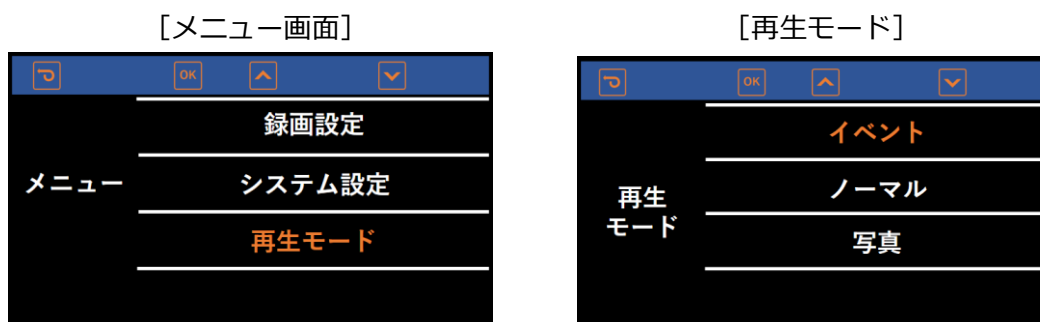 ［メニュー画面］
OK
録画設定
メニュー
システム設定
再生モード
［再生モード］
OK
イベント
再生
モード
ノーマル
写真